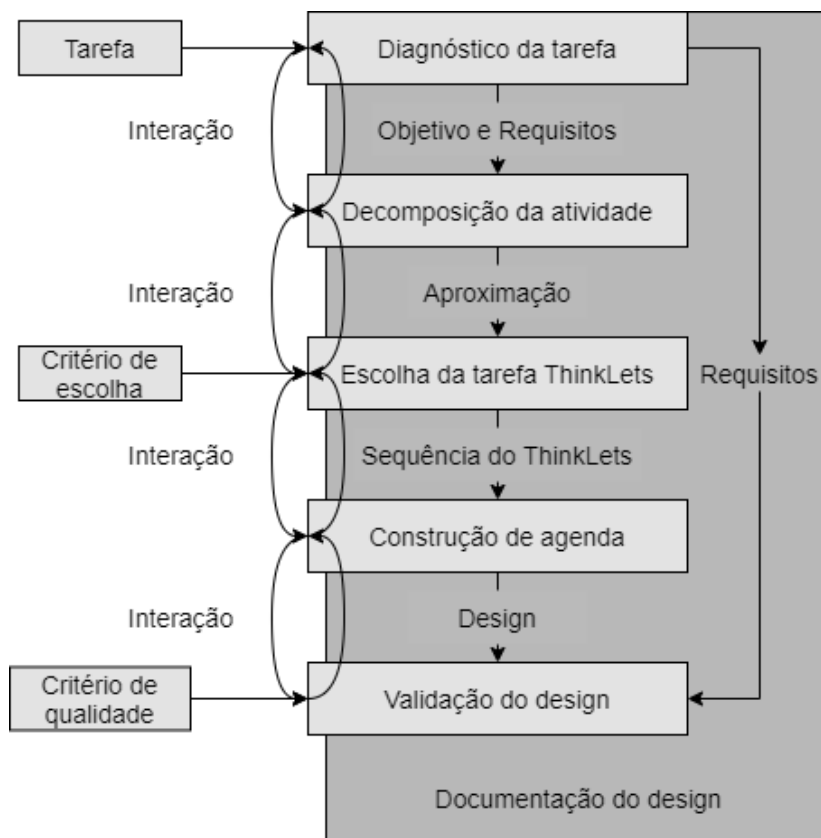 Tarefa
Diagnóstico da tarefa
Interação
Objetivo e Requisitos
Decomposição da atividade
Interação
Aproximação
Critério de
escolha
Escolha da tarefa ThinkLets
Requisitos
Interação
Sequência do ThinkLets
Construção de agenda
Interação
Design
Critério de
qualidade
Validação do design
Documentação do design